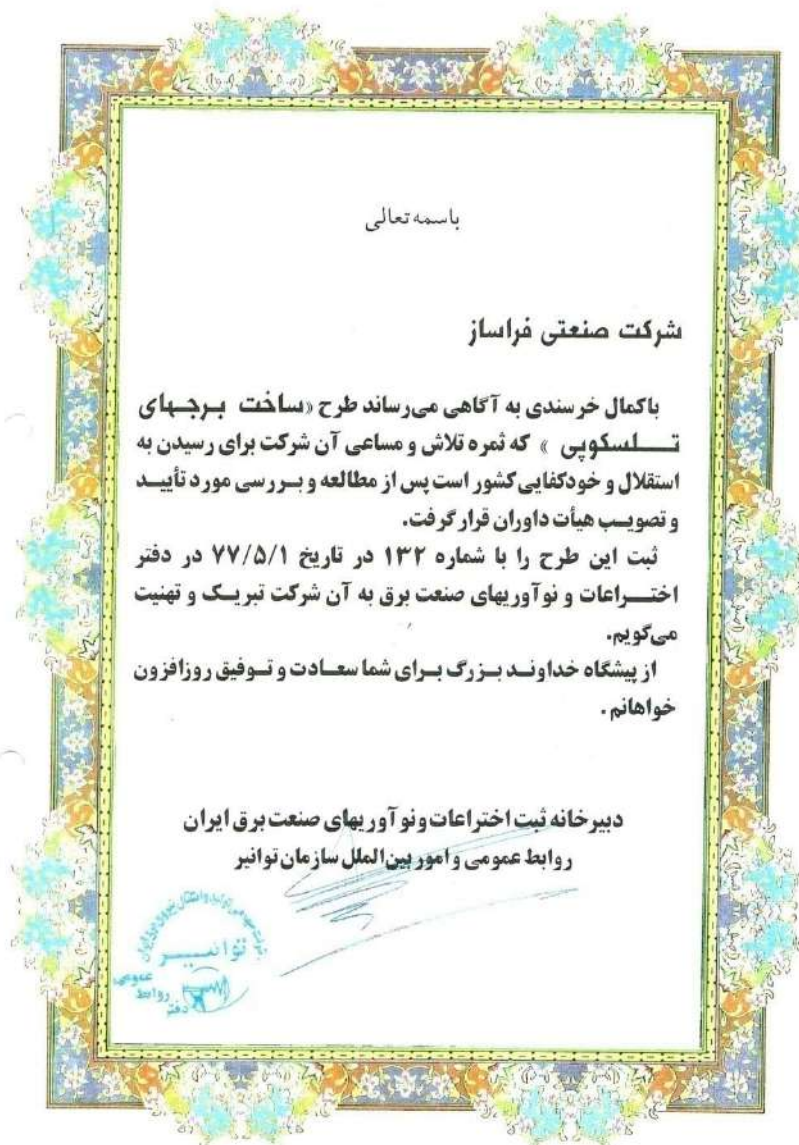 باسمه تعالی
شرکت صنعتی فراساز
باکمال خرسندی به آگاهی می‌رساند طرح «ساخت برجهای
تلسکوپی» که ثمره تلاش و مساعی آن شرکت برای رسیدن به
استقلال و خودکفایی کشور است پس از مطالعه و بررسی مورد تأیید
و تصویب هیأت داوران قرار گرفت.
ثبت این طرح را با شماره ۱۳۲ در تاریخ ۷۷/۵/۱ در دفتر
اختراعات و نوآوریهای صنعت برق به آن شرکت تبریک و تهنیت
می‌گویم.
از پیشگاه خداوند بزرگ برای شما سعادت و توفیق روزافزون
خواهانم.
دبیرخانه ثبت اختراعات و نوآوریهای صنعت برق ایران
روابط عمومی و امور بین‌الملل سازمان توانیر
توانیر
دفتر روابط عمومی